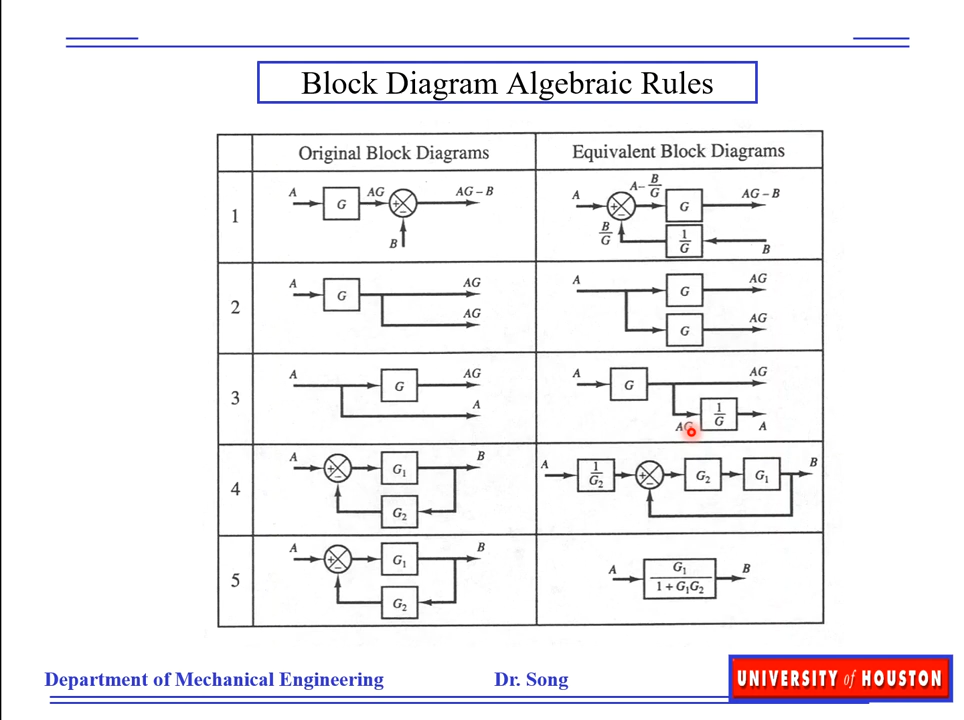 Block Diagram Algebraic Rules
Original Block Diagrams
Equivalent Block Diagrams
1
A
G
AG
+
−
B
AG – B
A
+
−
A–
B
G
G
AG – B
B
G
1
G
B
2
A
G
AG
AG
A
G
AG
G
AG
3
A
G
AG
A
A
G
AG
AG
1
G
A
4
A
+
−
G1
B
G2
A
1
G2
+
−
G2
G1
B
5
A
+
−
G1
B
G2
A
G1
1 + G1G2
B
Department of Mechanical Engineering
Dr. Song
UNIVERSITY of HOUSTON